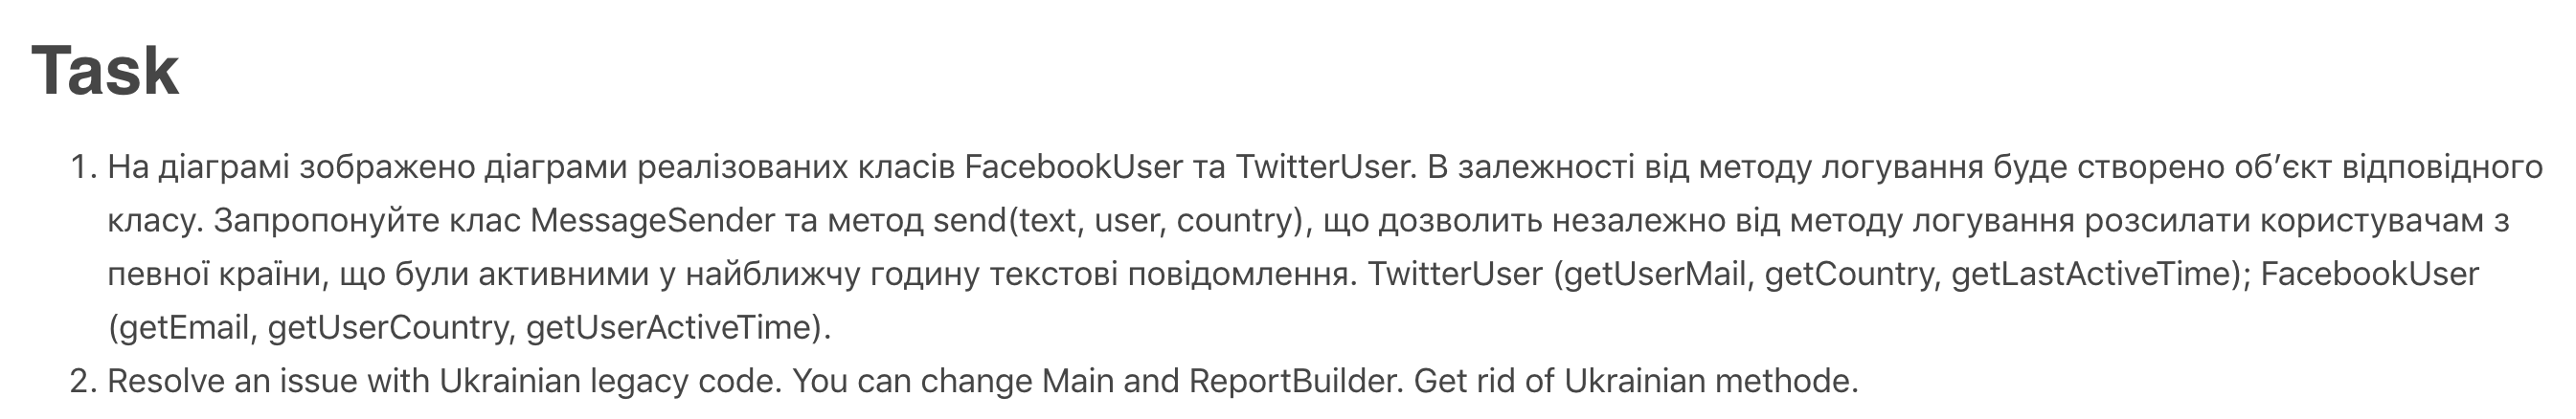 Task
1. На діаграмі зображено діаграми реалізованих класів FacebookUser та TwitterUser. В залежності від методу логування буде створено об’єкт відповідного
класу. Запропонуйте клас MessageSender та метод send(text, user, country), що дозволить незалежно від методу логування розсилати користувачам з
певної країни, що були активними у найближчу годину текстові повідомлення. TwitterUser (getUserMail, getCountry, getLastActiveTime); FacebookUser
(getEmail, getUserCountry, getUserActiveTime).
2. Resolve an issue with Ukrainian legacy code. You can change Main and ReportBuilder. Get rid of Ukrainian methode.